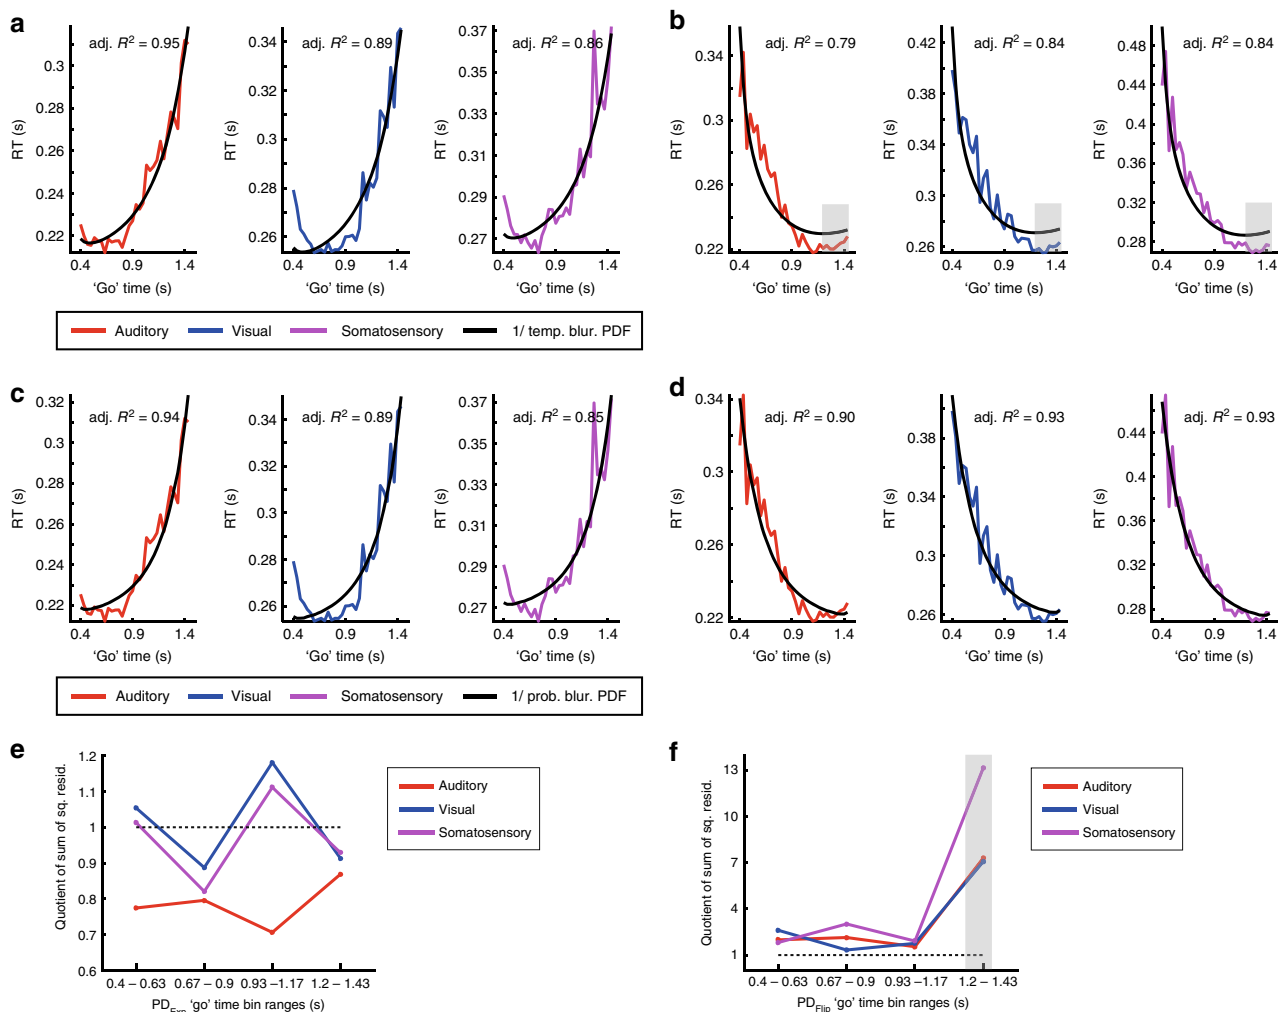 a
adj. R² = 0.95
adj. R² = 0.89
adj. R² = 0.86
RT (s)
0.3
0.26
0.22
0.4 0.9 1.4
'Go' time (s)
RT (s)
0.34
0.3
0.28
0.26
0.4 0.9 1.4
'Go' time (s)
RT (s)
0.37
0.35
0.33
0.31
0.29
0.27
0.4 0.9 1.4
'Go' time (s)
Auditory Visual Somatosensory 1/ temp. blur. PDF
b
adj. R² = 0.79
adj. R² = 0.84
adj. R² = 0.84
RT (s)
0.34
0.3
0.26
0.22
0.4 0.9 1.4
'Go' time (s)
RT (s)
0.42
0.38
0.34
0.3
0.26
0.4 0.9 1.4
'Go' time (s)
RT (s)
0.48
0.44
0.4
0.36
0.32
0.28
0.4 0.9 1.4
'Go' time (s)
c
adj. R² = 0.94
adj. R² = 0.89
adj. R² = 0.85
RT (s)
0.32
0.3
0.28
0.26
0.24
0.22
0.4 0.9 1.4
'Go' time (s)
RT (s)
0.34
0.32
0.3
0.28
0.26
0.4 0.9 1.4
'Go' time (s)
RT (s)
0.37
0.35
0.33
0.31
0.29
0.27
0.4 0.9 1.4
'Go' time (s)
Auditory Visual Somatosensory 1/ prob. blur. PDF
d
adj. R² = 0.90
adj. R² = 0.93
adj. R² = 0.93
RT (s)
0.34
0.3
0.26
0.22
0.4 0.9 1.4
'Go' time (s)
RT (s)
0.38
0.34
0.3
0.26
0.4 0.9 1.4
'Go' time (s)
RT (s)
0.44
0.4
0.36
0.32
0.28
0.4 0.9 1.4
'Go' time (s)
e
Quotient of sum of sq. resid.
1.2
1.1
1
0.9
0.8
0.7
0.6
0.4 – 0.63 0.67 – 0.9 0.93 –1.17 1.2 – 1.43
PD_Exp 'go' time bin ranges (s)
Auditory
Visual
Somatosensory
f
Quotient of sum of sq. resid.
13
10
7
4
1
0.4 – 0.63 0.67 – 0.9 0.93 –1.17 1.2 – 1.43
PD_Flip 'go' time bin ranges (s)
Auditory
Visual
Somatosensory